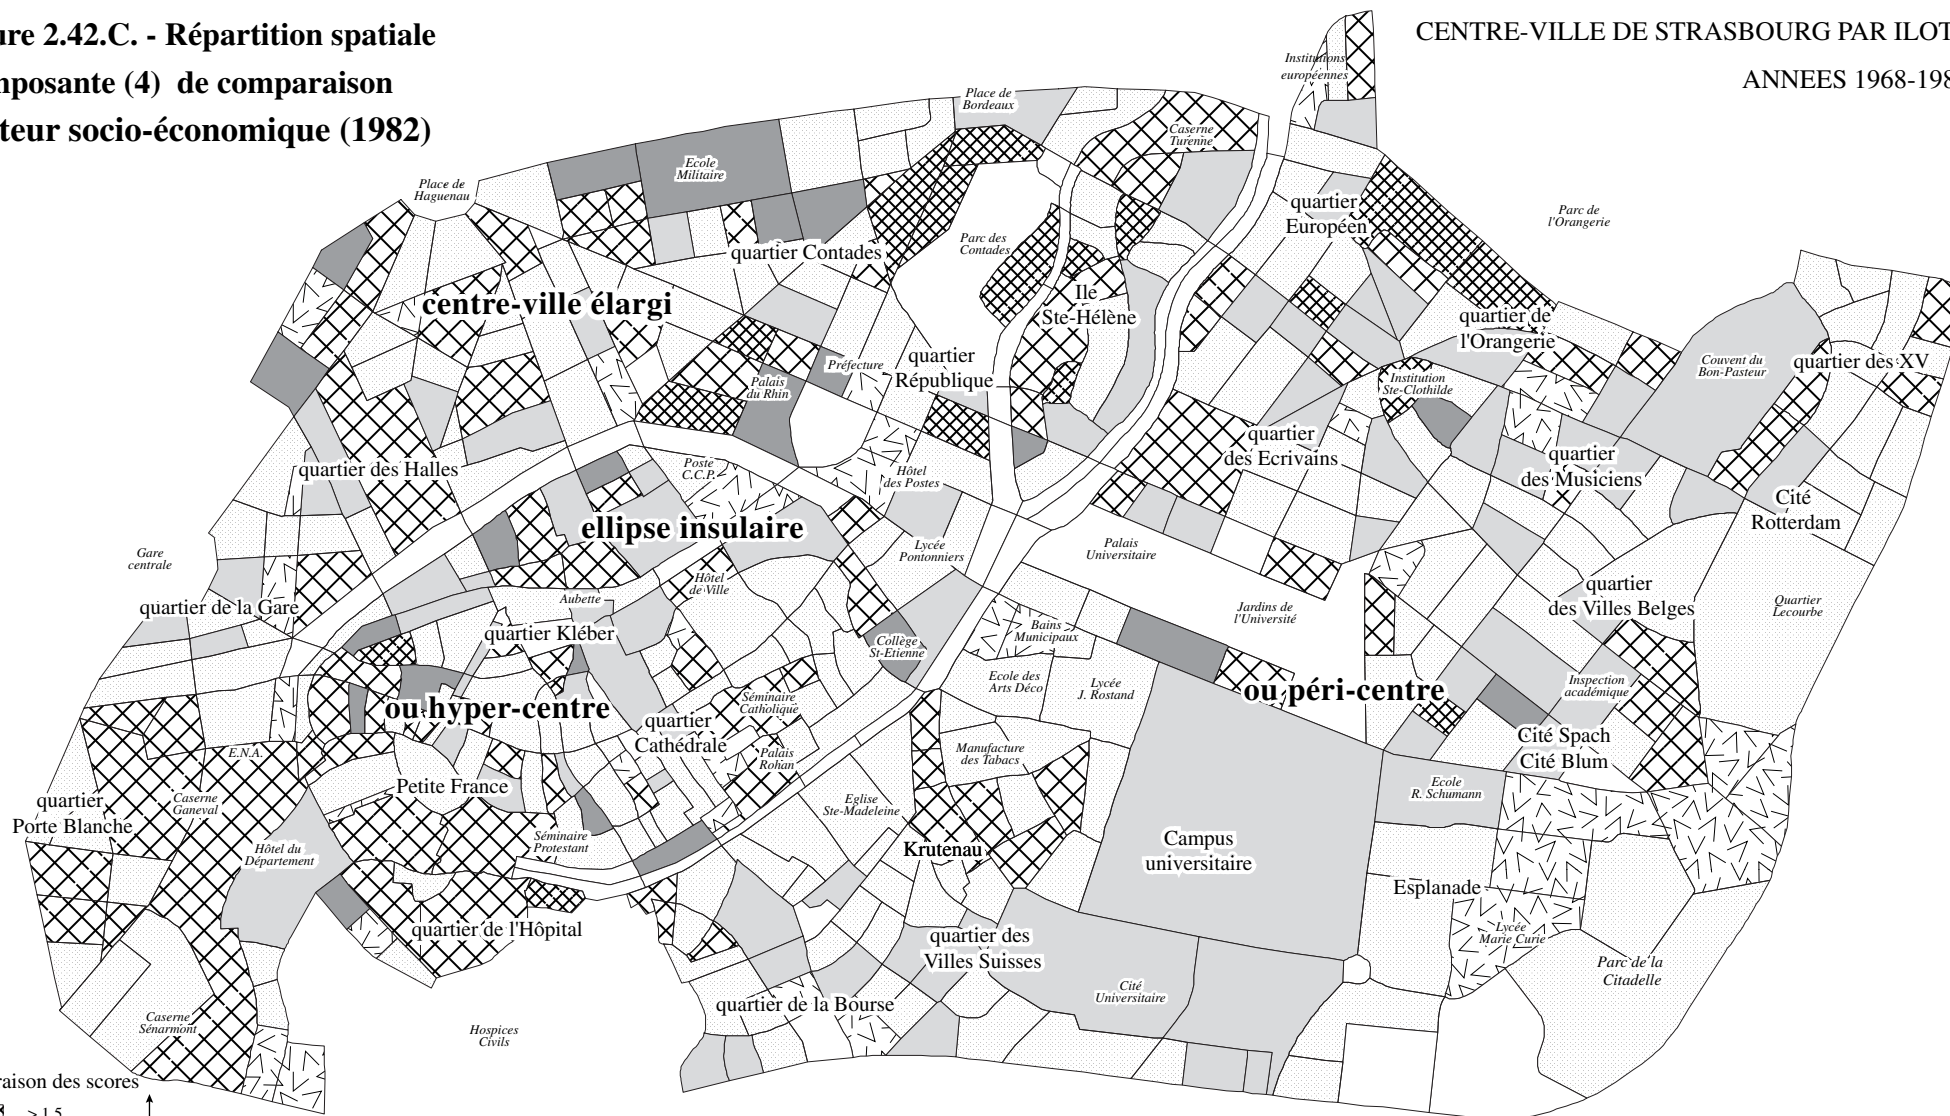 ure 2.42.C. - Répartition spatiale
mposante (4) de comparaison
teur socio-économique (1982)
CENTRE-VILLE DE STRASBOURG PAR ILOT
ANNEES 1968-198
Institutions
européennes
Place de
Bordeaux
Caserne
Turenne
Ecole
Militaire
Place de
Haguenau
quartier
Européen
Parc de
l'Orangerie
Parc des
Contades
quartier Contades
centre-ville élargi
Ile
Ste-Hélène
quartier de
l'Orangerie
Couvent du
Bon-Pasteur
quartier des XV
Préfecture
quartier
République
Palais
du Rhin
Institution
Ste-Clothilde
quartier
des Ecrivains
quartier
des Musiciens
quartier des Halles
Poste
C.C.P.
Hôtel
des Postes
Cité
Rotterdam
ellipse insulaire
Lycée
Pontonniers
Palais
Universitaire
Gare
centrale
Hôtel
de Ville
Aubette
quartier de la Gare
quartier
des Villes Belges
Quartier
Lecourbe
Jardins de
l'Université
quartier Kléber
Bains
Municipaux
Collège
St-Etienne
Ecole des
Arts Déco
Lycée
J. Rostand
ou péri-centre
Inspection
académique
ou hyper-centre
Séminaire
Catholique
quartier
Cathédrale
Palais
Rohan
Cité Spach
Cité Blum
E.N.A.
Manufacture
des Tabacs
Petite France
Ecole
R. Schumann
Caserne
Ganeval
quartier
Porte Blanche
Eglise
Ste-Madeleine
Séminaire
Protestant
Hôtel du
Département
Krutenau
Campus
universitaire
Esplanade
quartier de l'Hôpital
quartier des
Villes Suisses
Lycée
Marie Curie
Parc de la
Citadelle
Cité
Universitaire
quartier de la Bourse
Caserne
Sénarmont
Hospices
Civils
raison des scores
> 1.5